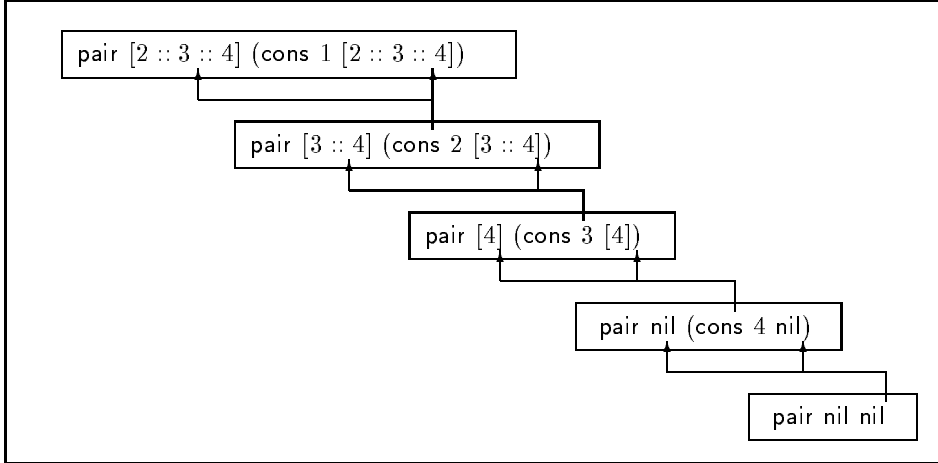 pair [2 :: 3 :: 4] (cons 1 [2 :: 3 :: 4])
pair [3 :: 4] (cons 2 [3 :: 4])
pair [4] (cons 3 [4])
pair nil (cons 4 nil)
pair nil nil